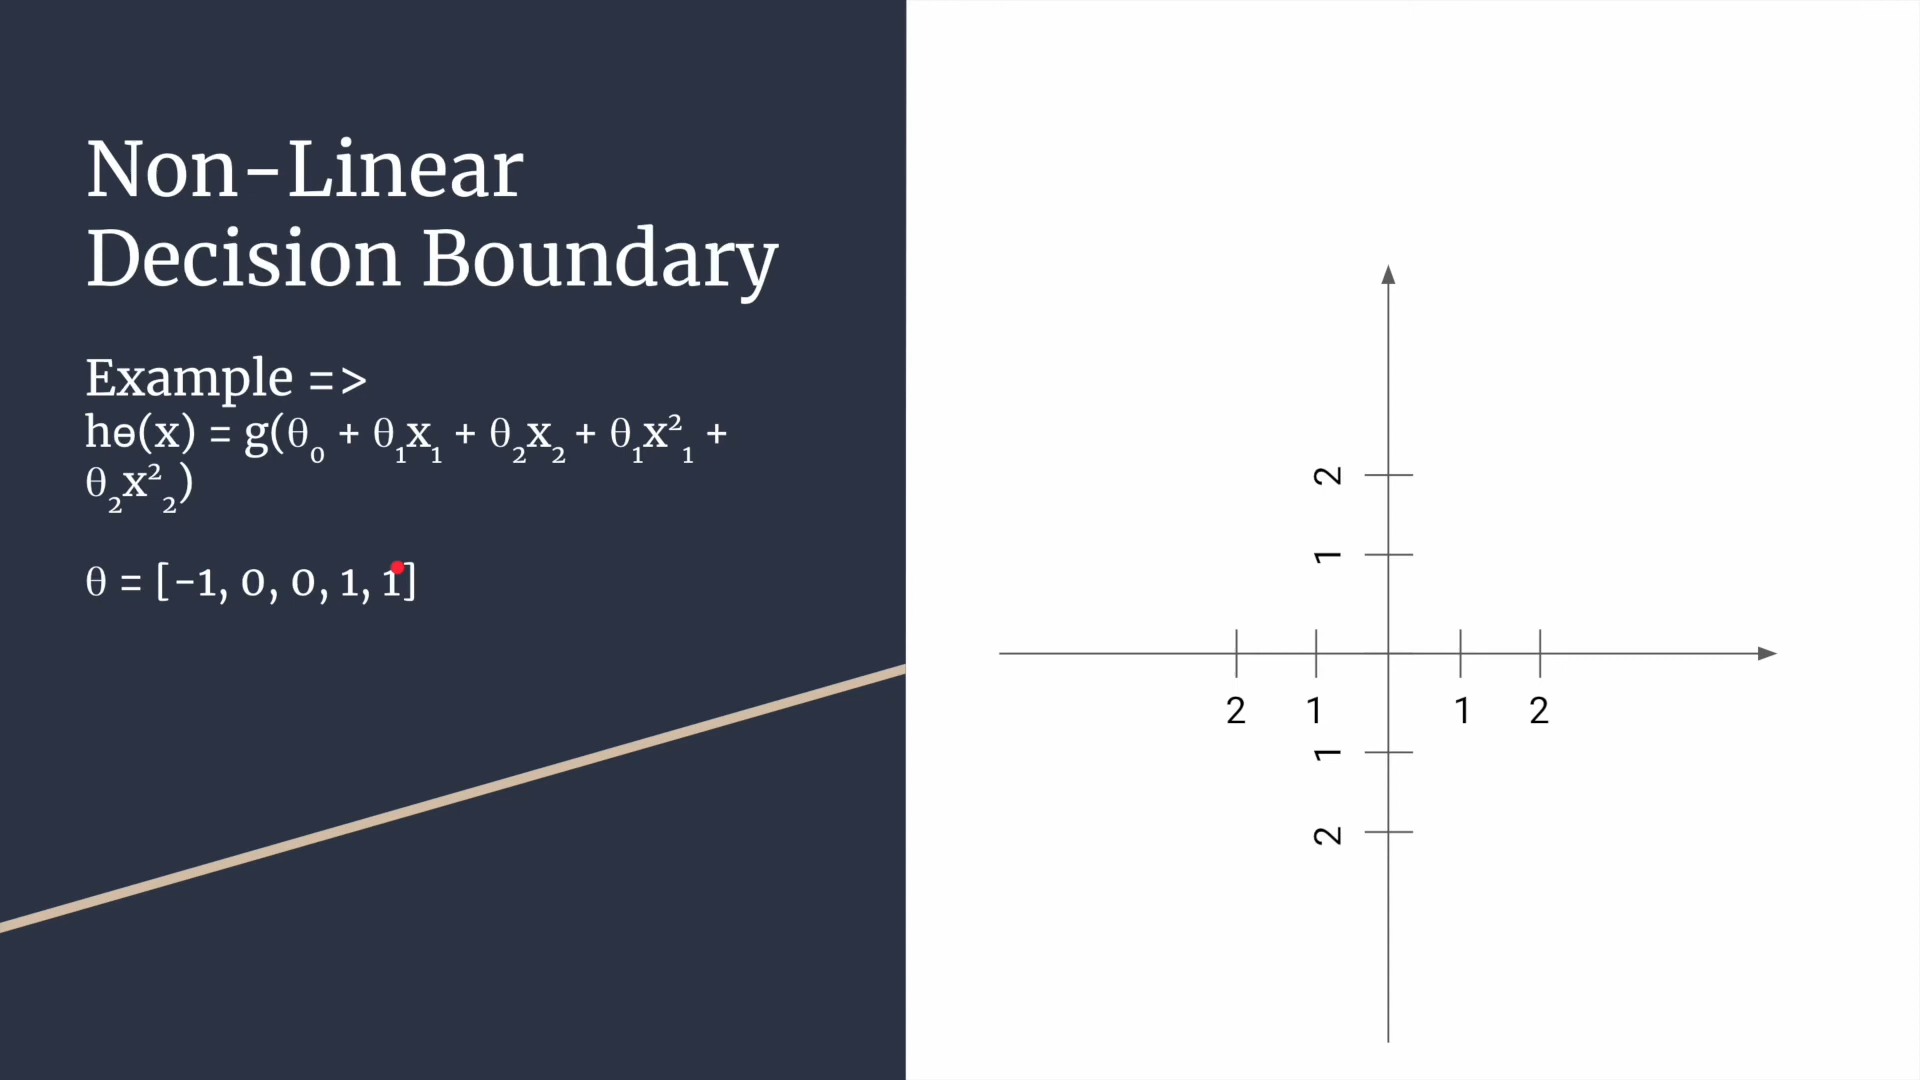 Non-Linear
Decision Boundary
Example =>
hɵ(x) = g(θ₀ + θ₁x₁ + θ₂x₂ + θ₁x²₁ +
θ₂x²₂)
θ = [-1, 0, 0, 1, 1]
2
1
2 1 1 2
1
2